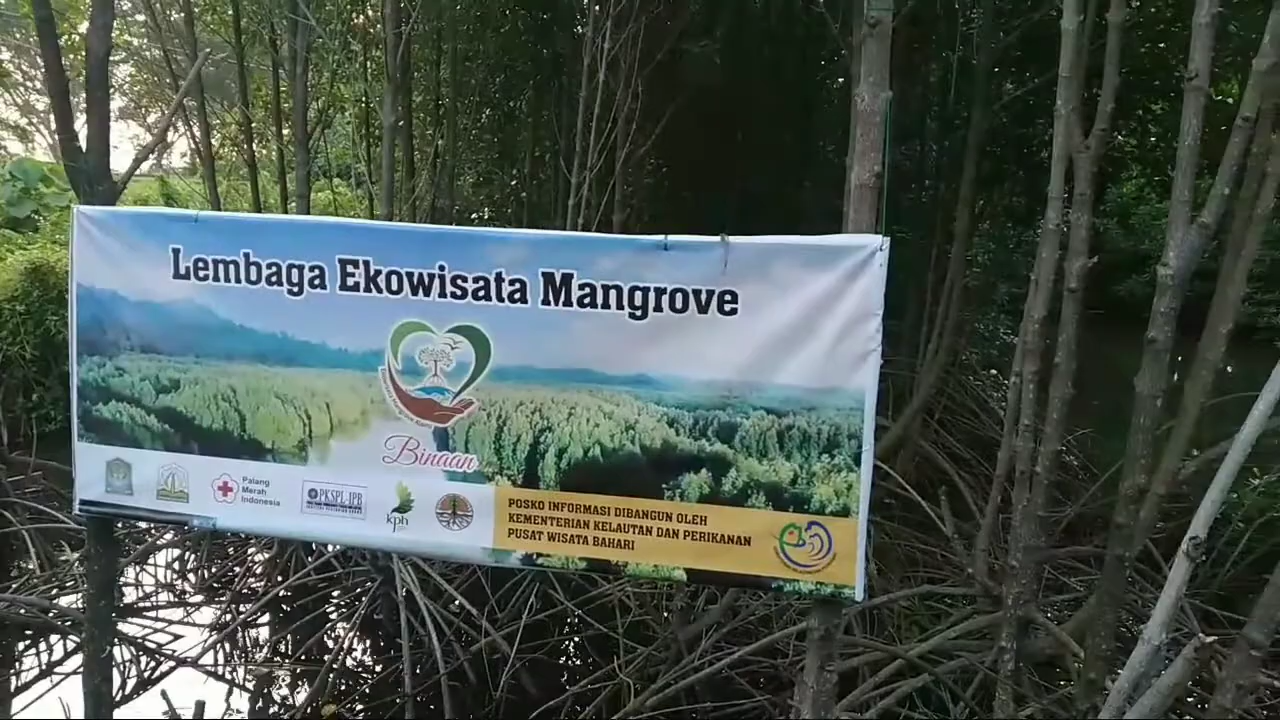 Lembaga Ekowisata Mangrove
Binaan
Palang
Merah
Indonesia
PKSPL-IPB
kph
POSKO INFORMASI DIBANGUN OLEH
KEMENTERIAN KELAUTAN DAN PERIKANAN
PUSAT WISATA BAHARI